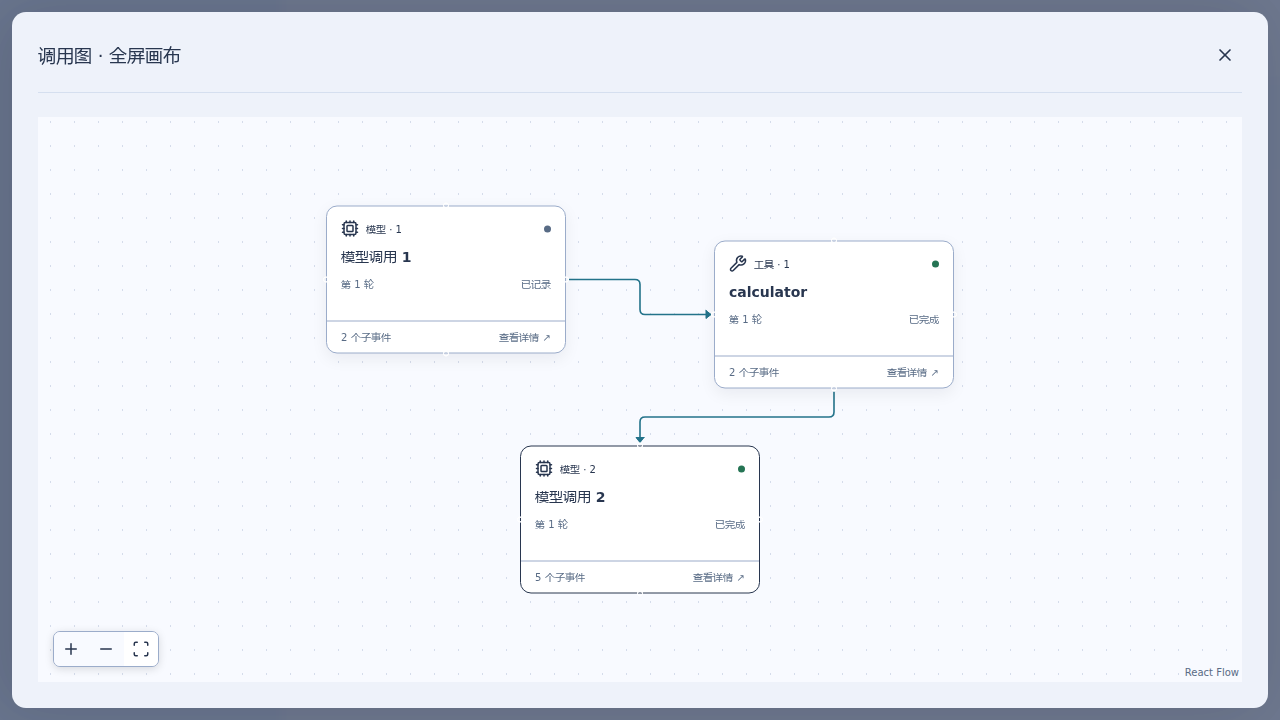 调用图 · 全屏画布
模型 · 1
模型调用 1
第 1 轮
已记录
2 个子事件
查看详情 ↗
工具 · 1
calculator
第 1 轮
已完成
2 个子事件
查看详情 ↗
模型 · 2
模型调用 2
第 1 轮
已完成
5 个子事件
查看详情 ↗
React Flow